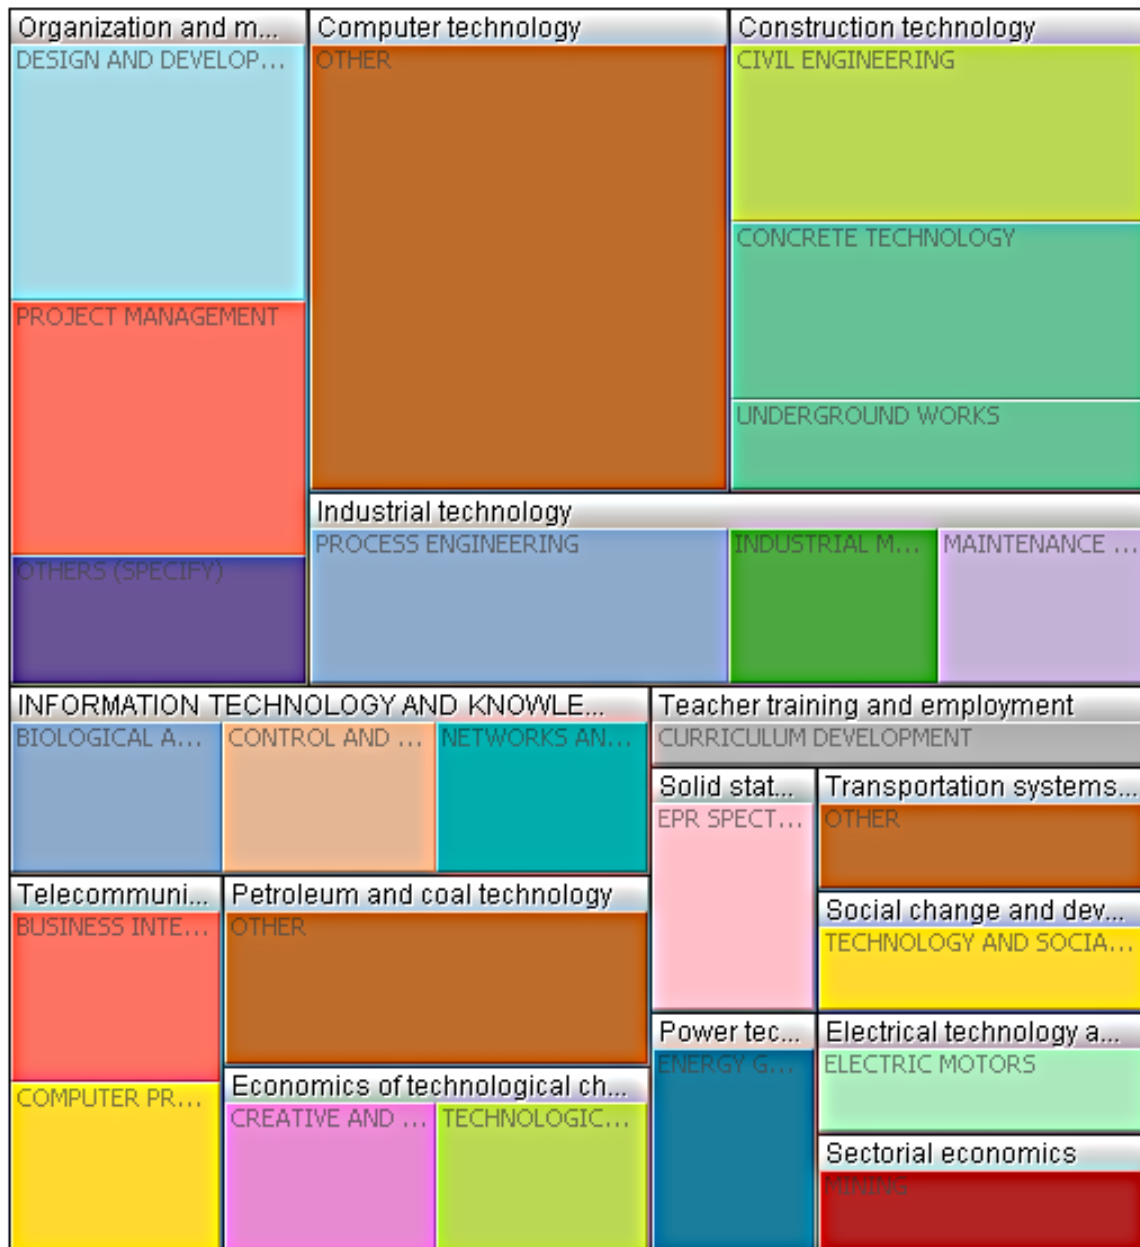 Organization and m...
DESIGN AND DEVELOP...
PROJECT MANAGEMENT
OTHERS (SPECIFY)
Computer technology
OTHER
Construction technology
CIVIL ENGINEERING
CONCRETE TECHNOLOGY
UNDERGROUND WORKS
Industrial technology
PROCESS ENGINEERING
INDUSTRIAL M...
MAINTENANCE ...
INFORMATION TECHNOLOGY AND KNOWLE...
BIOLOGICAL A...
CONTROL AND ...
NETWORKS AN...
Teacher training and employment
CURRICULUM DEVELOPMENT
Solid stat...
EPR SPECT...
Transportation systems...
OTHER
Telecommuni...
BUSINESS INTE...
COMPUTER PR...
Petroleum and coal technology
OTHER
Social change and dev...
TECHNOLOGY AND SOCIA...
Power tec...
ENERGY G...
Electrical technology a...
ELECTRIC MOTORS
Economics of technological ch...
CREATIVE AND ...
TECHNOLOGIC...
Sectorial economics
MINING